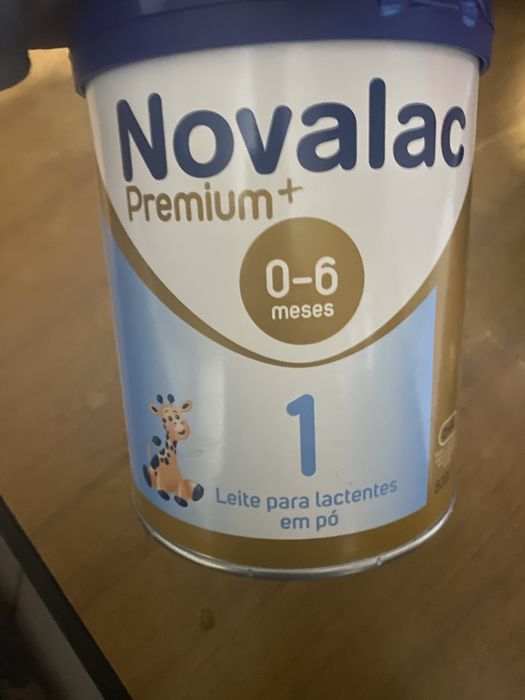 Novalac
Premium+
0-6
meses
1
Leite para lactentes
em pó